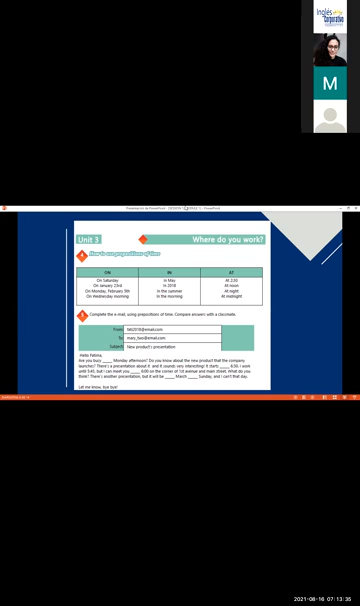 Inglés
Corporativo
M
Unit 3
Where do you work?
4
How to use prepositions of time
ON
IN
AT
On Saturday
In May
At 2:03
On January 23rd
In 2018
At noon
On Monday, February 5th
In the summer
At night
On Wednesday morning
In the morning
At midnight
Complete the e-mail, using prepositions of time. Compare answers with a classmate.
From:
To:
Subject:
New product's presentation
Hello Fatima,
Are you busy _____ Monday afternoon? Do you know about the new product that the company
launches? There's a presentation about it and it sounds very interesting! It starts _____ 6:30. I work
until 5:45, but I can meet you _____ 6:00 on the corner of 1st avenue and main street. What do you
think? There's another presentation, but it will be _____ March _____ Sunday, and I can't that day.
Let me know, bye bye!
2021-08-16 07:13:35